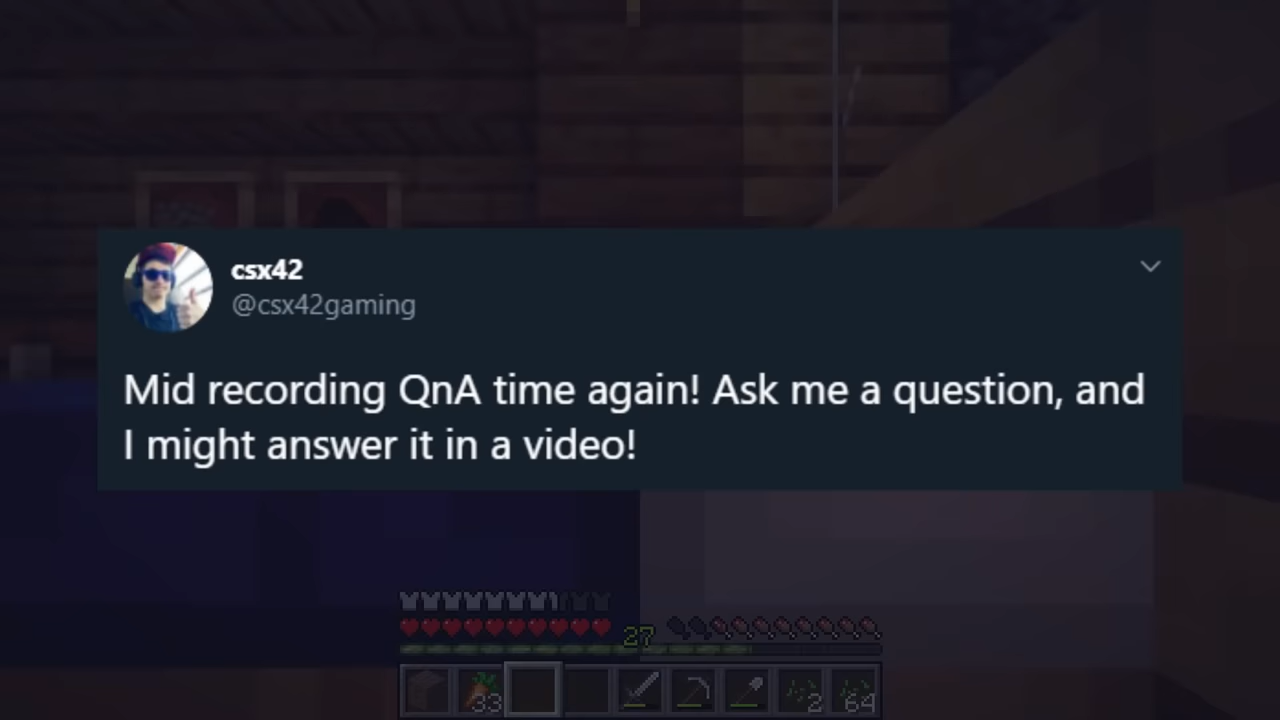 csx42
@csx42gaming
Mid recording QnA time again! Ask me a question, and
I might answer it in a video!
27
33
2
64